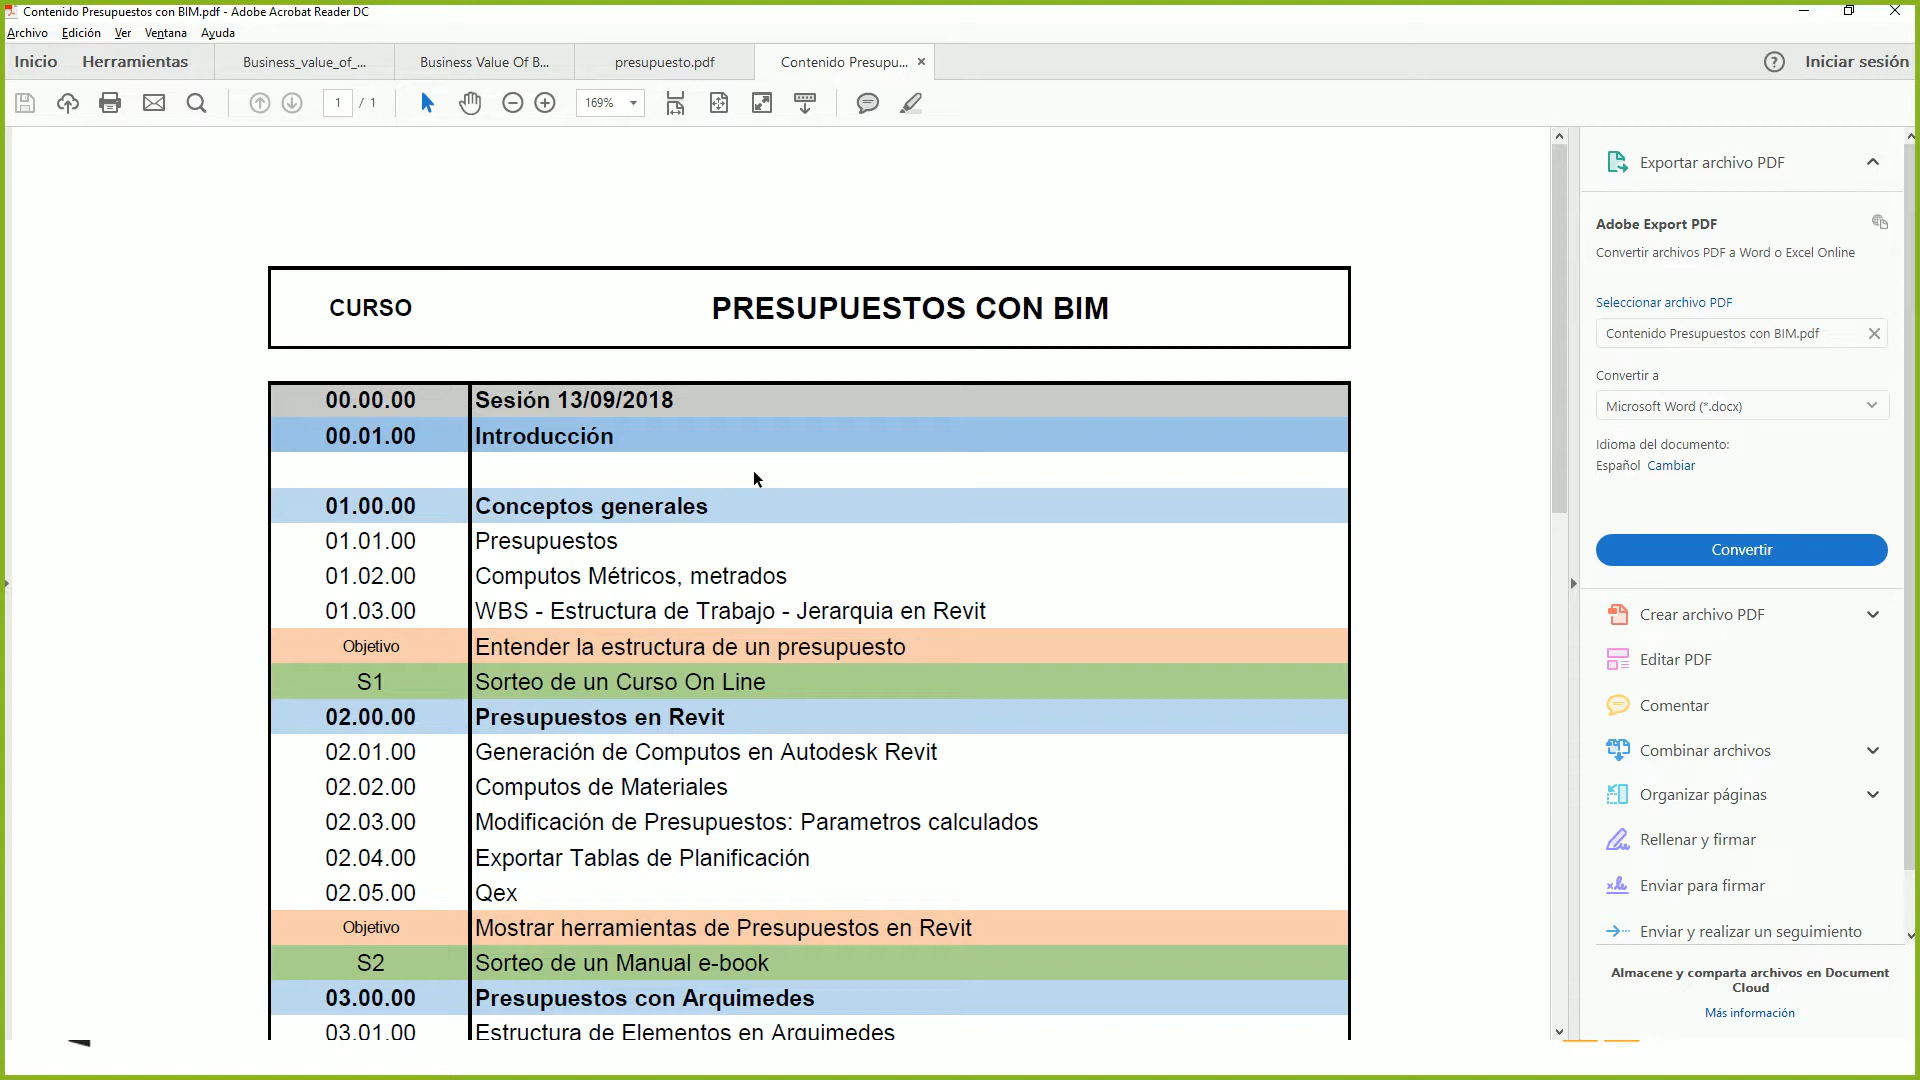 Contenido Presupuestos con BIM.pdf - Adobe Acrobat Reader DC
Archivo Edición Ver Ventana Ayuda
Inicio Herramientas Business_value_of_... Business Value Of B... presupuesto.pdf Contenido Presupu... Iniciar sesión
1 / 1 169%
CURSO PRESUPUESTOS CON BIM
00.00.00 Sesión 13/09/2018
00.01.00 Introducción
01.00.00 Conceptos generales
01.01.00 Presupuestos
01.02.00 Computos Métricos, metrados
01.03.00 WBS - Estructura de Trabajo - Jerarquia en Revit
Objetivo Entender la estructura de un presupuesto
S1 Sorteo de un Curso On Line
02.00.00 Presupuestos en Revit
02.01.00 Generación de Computos en Autodesk Revit
02.02.00 Computos de Materiales
02.03.00 Modificación de Presupuestos: Parametros calculados
02.04.00 Exportar Tablas de Planificación
02.05.00 Qex
Objetivo Mostrar herramientas de Presupuestos en Revit
S2 Sorteo de un Manual e-book
03.00.00 Presupuestos con Arquimedes
03.01.00 Estructura de Elementos en Arquimedes
Exportar archivo PDF
Adobe Export PDF
Convertir archivos PDF a Word o Excel Online
Seleccionar archivo PDF
Contenido Presupuestos con BIM.pdf
Convertir a
Microsoft Word (*.docx)
Idioma del documento:
Español Cambiar
Convertir
Crear archivo PDF
Editar PDF
Comentar
Combinar archivos
Organizar páginas
Rellenar y firmar
Enviar para firmar
Enviar y realizar un seguimiento
Almacene y comparta archivos en Document
Cloud
Más información